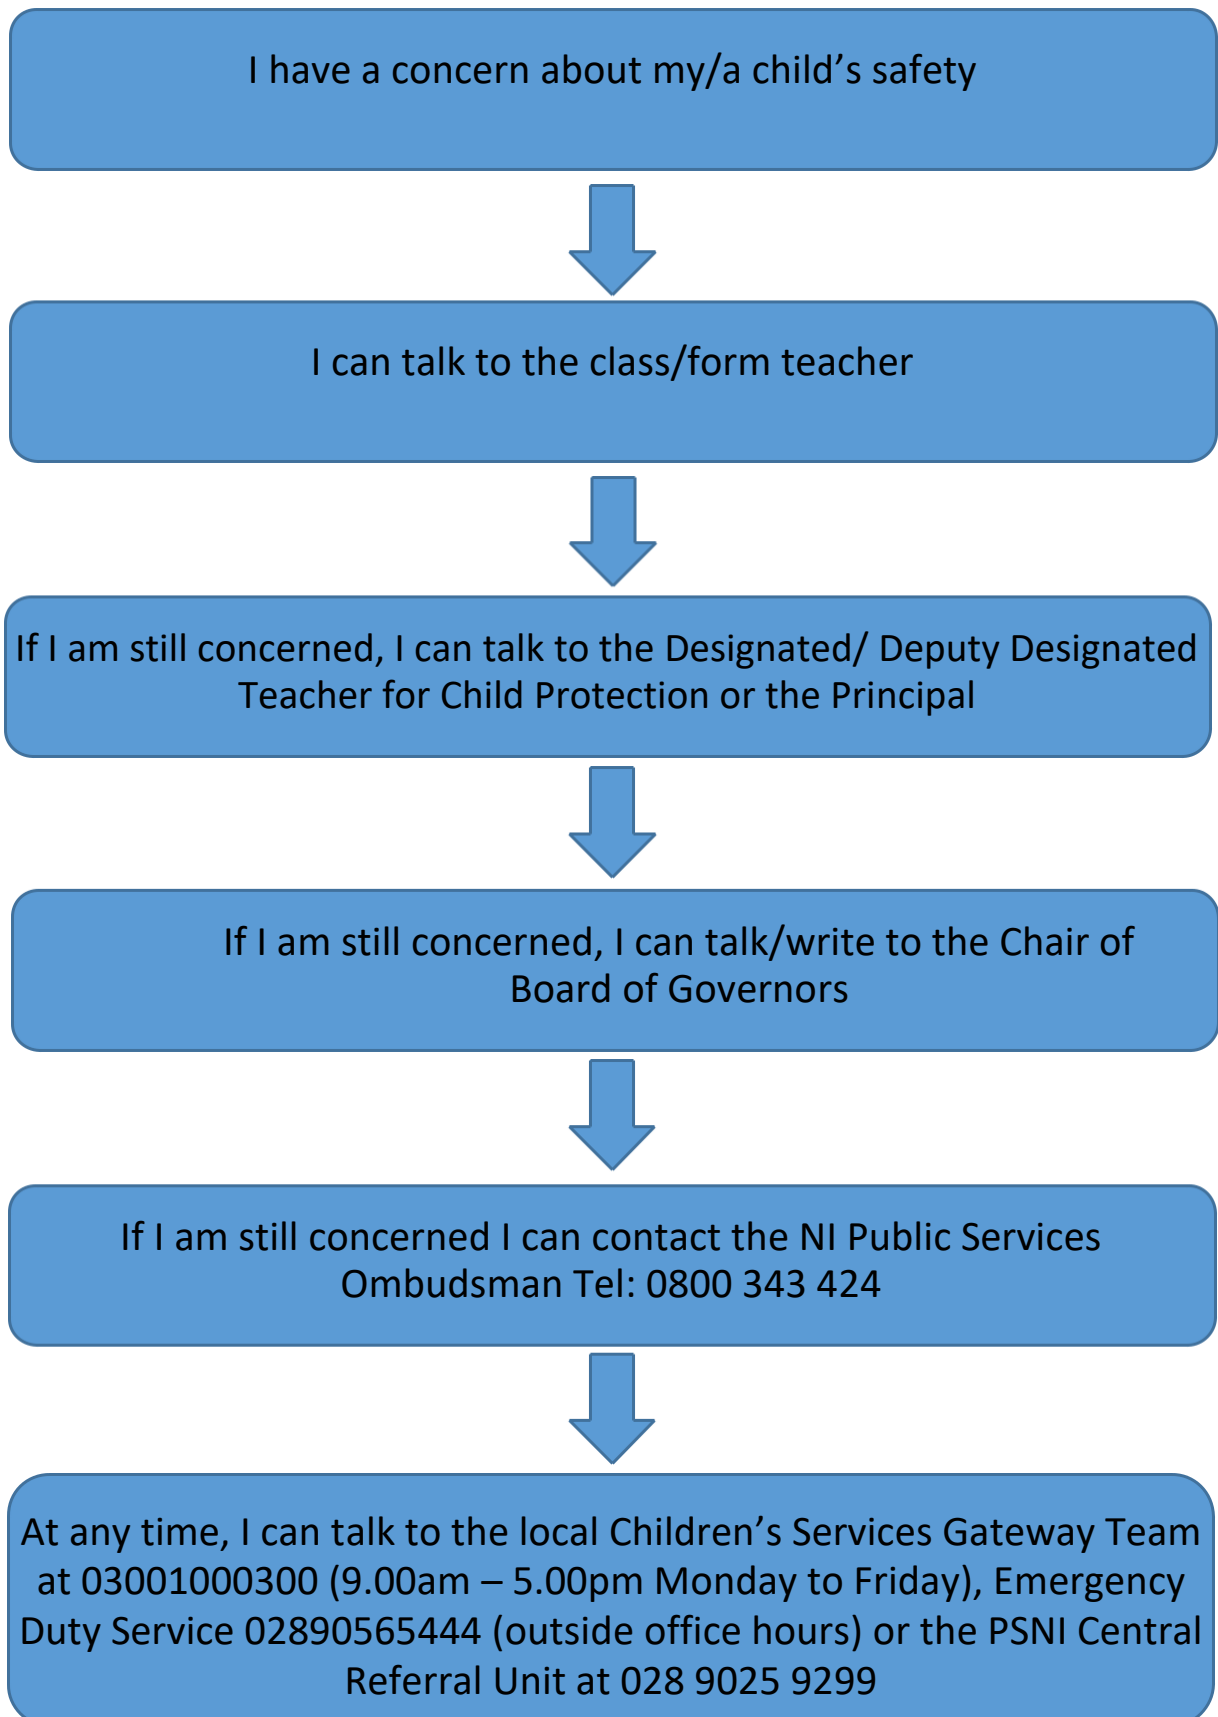 I have a concern about my/a child’s safety
I can talk to the class/form teacher
If I am still concerned, I can talk to the Designated/ Deputy Designated
Teacher for Child Protection or the Principal
If I am still concerned, I can talk/write to the Chair of
Board of Governors
If I am still concerned I can contact the NI Public Services
Ombudsman Tel: 0800 343 424
At any time, I can talk to the local Children’s Services Gateway Team
at 03001000300 (9.00am – 5.00pm Monday to Friday), Emergency
Duty Service 02890565444 (outside office hours) or the PSNI Central
Referral Unit at 028 9025 9299